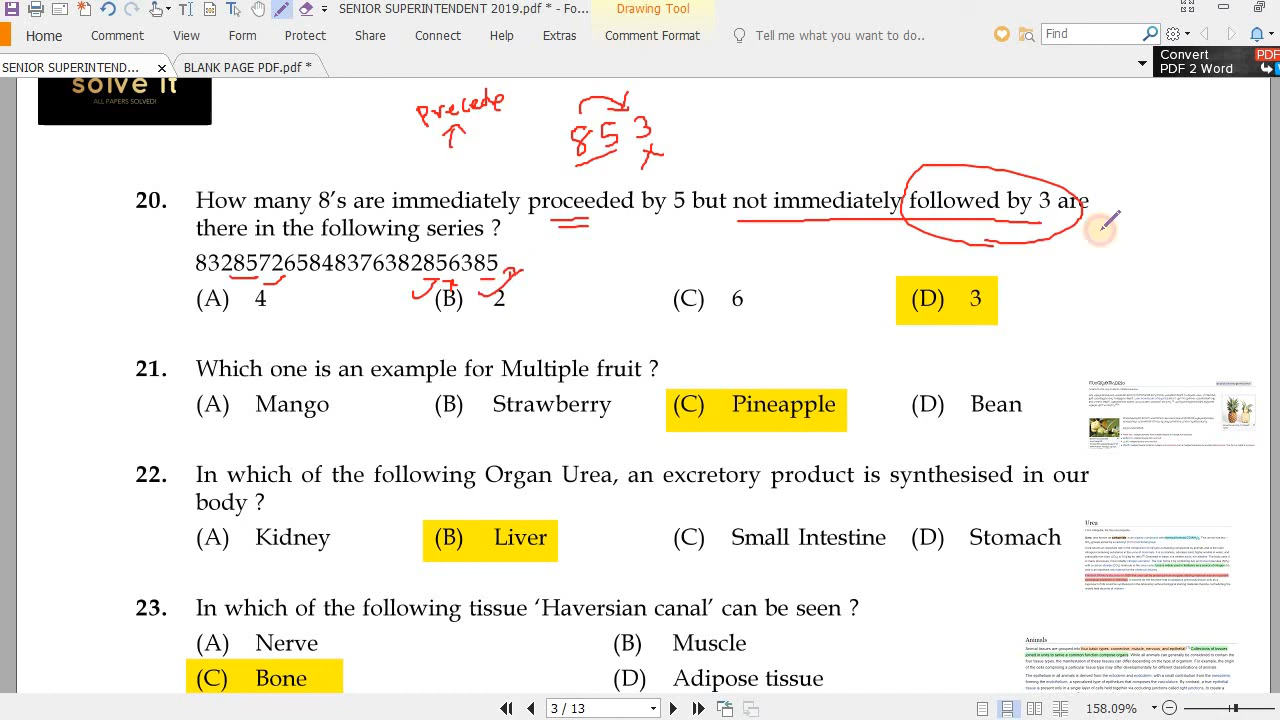 SENIOR SUPERINTENDENT 2019.pdf * - Fo...
Drawing Tool
Home Comment View Form Protect Share Connect Help Extras Comment Format Tell me what you want to do.. Find
SENIOR SUPERINTEND... × BLANK PAGE PDF.pdf *
Convert PDF
PDF 2 Word
solve it
ALL PAPERS SOLVED!
precede
853
x
20. How many 8's are immediately proceeded by 5 but not immediately followed by 3 are
there in the following series ?
832857265848376382856385
(A) 4 (B) 2 (C) 6 (D) 3
21. Which one is an example for Multiple fruit ?
(A) Mango (B) Strawberry (C) Pineapple (D) Bean
22. In which of the following Organ Urea, an excretory product is synthesised in our
body ?
(A) Kidney (B) Liver (C) Small Intestine (D) Stomach
Urea
23. In which of the following tissue 'Haversian canal' can be seen ?
(A) Nerve (B) Muscle
Animals
(C) Bone (D) Adipose tissue
3 / 13
158.09%